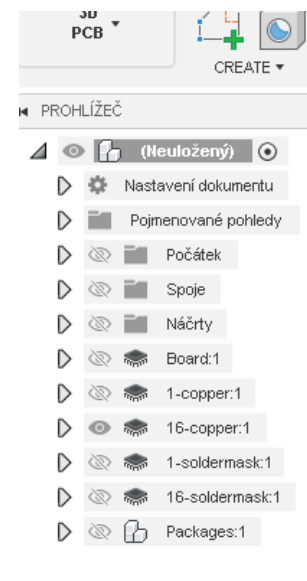 3D
PCB
CREATE
PROHLÍŽEČ
(Neuložený)
Nastavení dokumentu
Pojmenované pohledy
Počátek
Spoje
Náčrty
Board:1
1-copper:1
16-copper:1
1-soldermask:1
16-soldermask:1
Packages:1